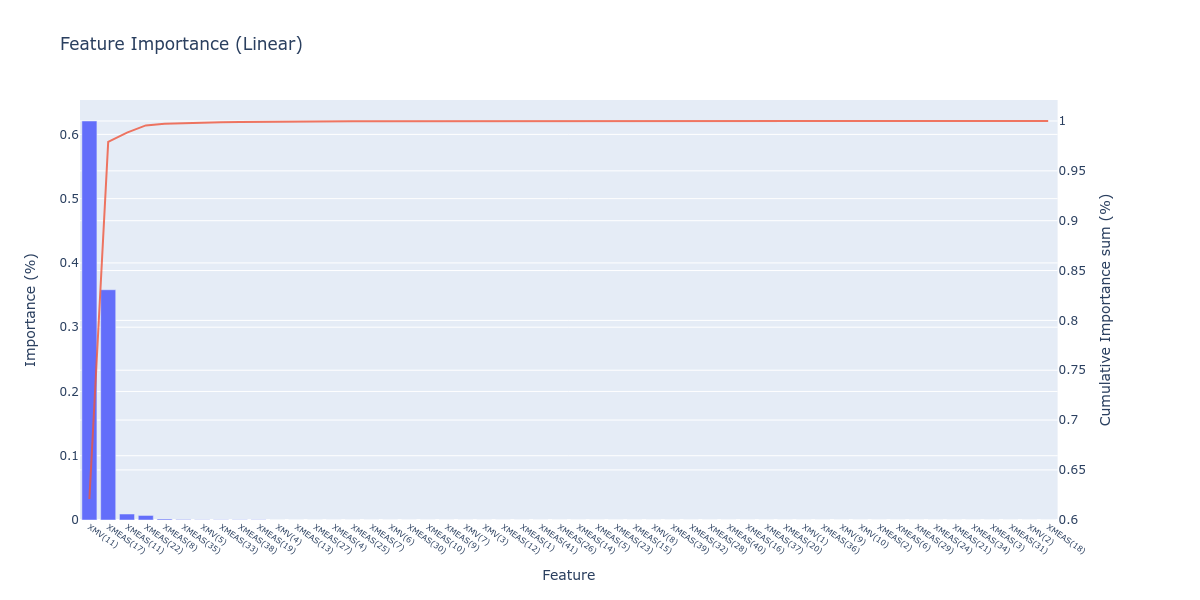 Feature Importance (Linear)
0.6
0.5
0.4
0.3
0.2
0.1
0
Importance (%)
1
0.95
0.9
0.85
0.8
0.75
0.7
0.65
0.6
Cumulative Importance sum (%)
XMV(11)
XMEAS(17)
XMEAS(11)
XMEAS(22)
XMEAS(8)
XMEAS(35)
XMV(5)
XMEAS(33)
XMEAS(38)
XMEAS(19)
XMV(4)
XMEAS(13)
XMEAS(27)
XMEAS(4)
XMEAS(25)
XMEAS(7)
XMV(6)
XMEAS(30)
XMEAS(10)
XMEAS(9)
XMV(7)
XMV(3)
XMEAS(12)
XMEAS(1)
XMEAS(41)
XMEAS(26)
XMEAS(14)
XMEAS(5)
XMEAS(23)
XMEAS(15)
XMV(8)
XMEAS(39)
XMEAS(32)
XMEAS(28)
XMEAS(40)
XMEAS(16)
XMEAS(37)
XMEAS(20)
XMV(1)
XMEAS(36)
XMV(9)
XMV(10)
XMEAS(2)
XMEAS(6)
XMEAS(29)
XMEAS(24)
XMEAS(21)
XMEAS(34)
XMEAS(3)
XMEAS(31)
XMV(2)
XMEAS(18)
Feature